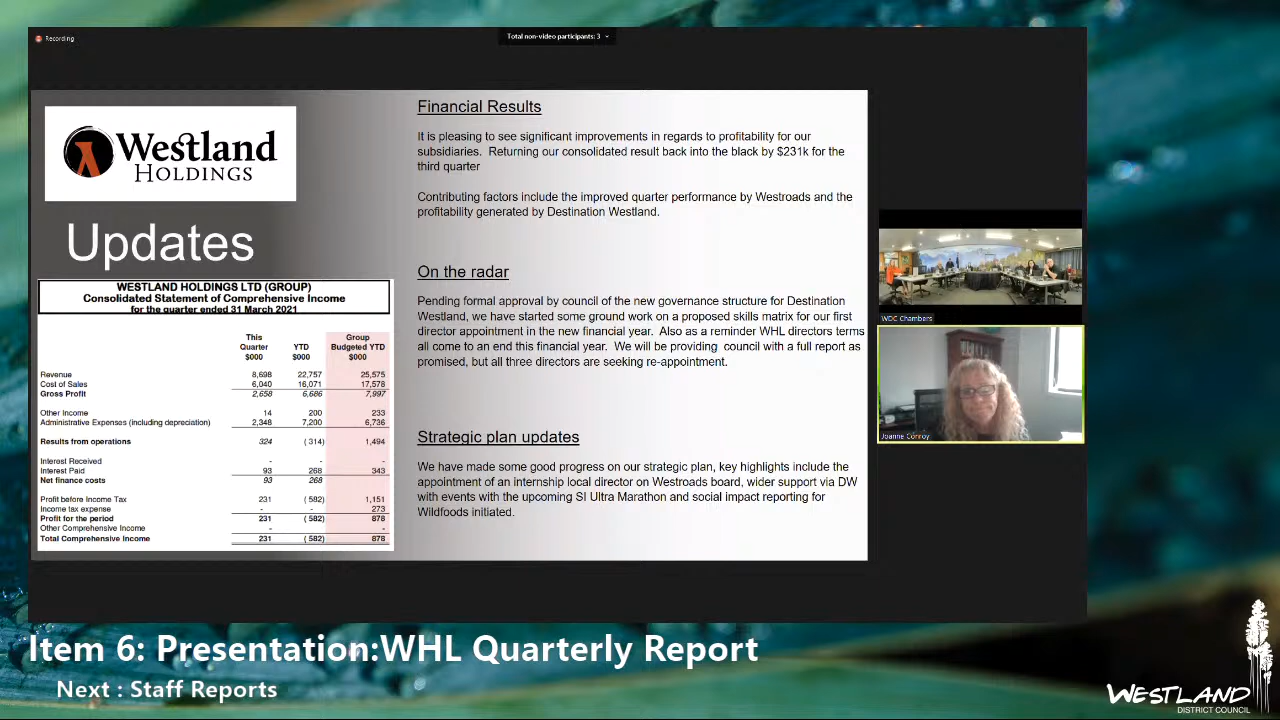 Recording
Total non-video participants: 3
Westland
HOLDINGS
Updates
WESTLAND HOLDINGS LTD (GROUP)
Consolidated Statement of Comprehensive Income
for the quarter ended 31 March 2021
This Quarter $000 YTD $000 Group Budgeted YTD $000
Revenue 8,698 22,757 25,575
Cost of Sales 6,040 16,071 17,578
Gross Profit 2,658 6,686 7,997
Other Income 14 200 233
Administrative Expenses (including depreciation) 2,348 7,200 6,736
Results from operations 324 ( 314) 1,494
Interest Received - - -
Interest Paid 93 268 343
Net finance costs 93 268
Profit before Income Tax 231 ( 582) 1,151
Income tax expense - - 273
Profit for the period 231 ( 582) 878
Other Comprehensive Income - -
Total Comprehensive Income 231 ( 582) 878
Financial Results
It is pleasing to see significant improvements in regards to profitability for our
subsidiaries. Returning our consolidated result back into the black by $231k for the
third quarter
Contributing factors include the improved quarter performance by Westroads and the
profitability generated by Destination Westland.
On the radar
Pending formal approval by council of the new governance structure for Destination
Westland, we have started some ground work on a proposed skills matrix for our first
director appointment in the new financial year. Also as a reminder WHL directors terms
all come to an end this financial year. We will be providing council with a full report as
promised, but all three directors are seeking re-appointment.
Strategic plan updates
We have made some good progress on our strategic plan, key highlights include the
appointment of an internship local director on Westroads board, wider support via DW
with events with the upcoming SI Ultra Marathon and social impact reporting for
Wildfoods initiated.
WDC Chambers
Joanne Conroy
Item 6: Presentation:WHL Quarterly Report
Next : Staff Reports
WESTLAND
DISTRICT COUNCIL